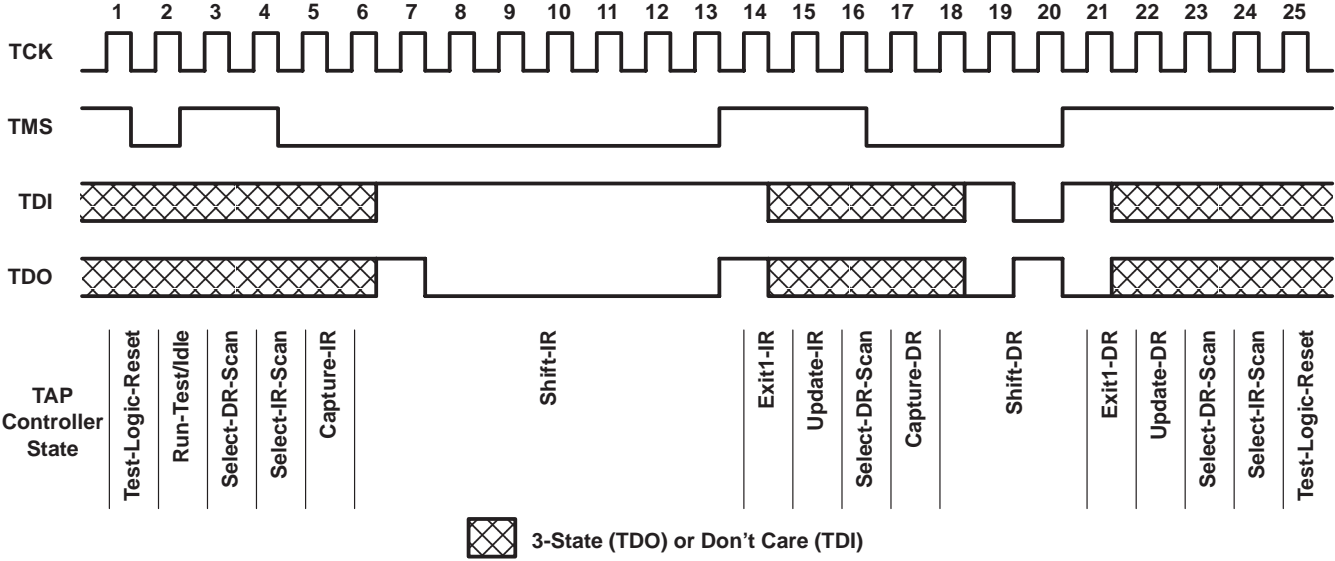 1 2 3 4 5 6 7 8 9 10 11 12 13 14 15 16 17 18 19 20 21 22 23 24 25
TCK
TMS
TDI
TDO
TAP
Controller
State
Test-Logic-Reset
Run-Test/Idle
Select-DR-Scan
Select-IR-Scan
Capture-IR
Shift-IR
Exit1-IR
Update-IR
Select-DR-Scan
Capture-DR
Shift-DR
Exit1-DR
Update-DR
Select-DR-Scan
Select-IR-Scan
Test-Logic-Reset
3-State (TDO) or Don't Care (TDI)